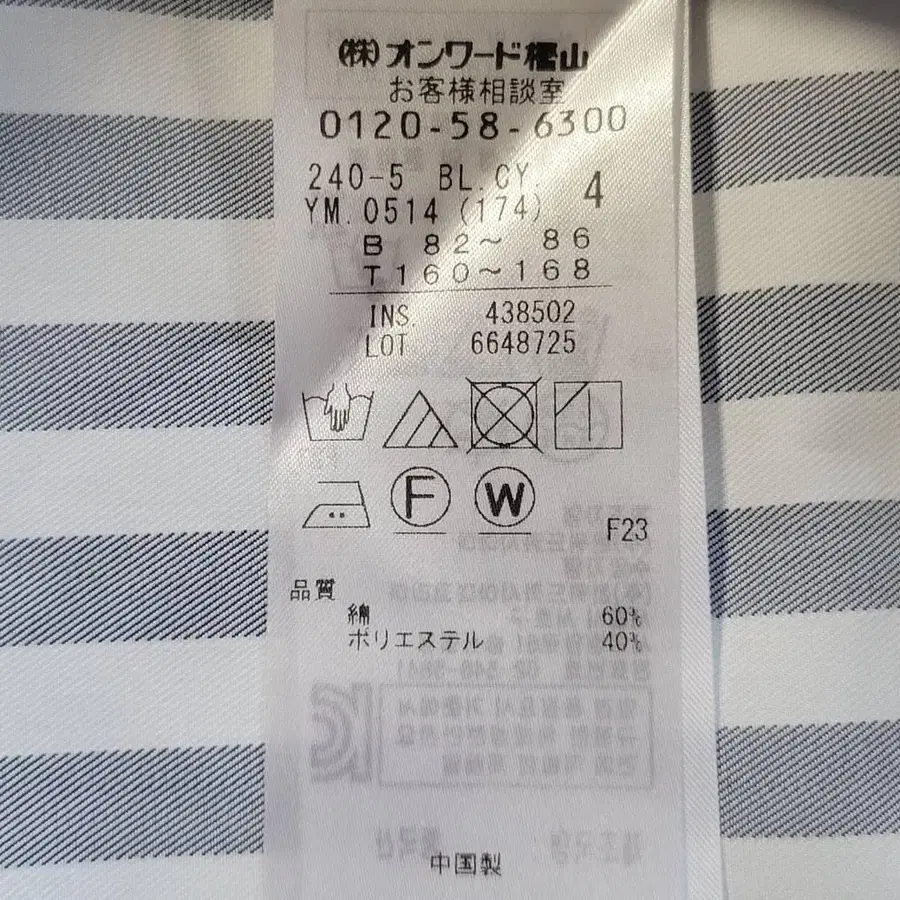 (株)オンワード樫山
お客様相談室
0120-58-6300
240-5 BL.CY. 4
YM.0514 (174)
B 82～ 86
T160～168
INS. 438502
LOT 6648725
F W
F23
品質
綿 60%
ポリエステル 40%
中国製